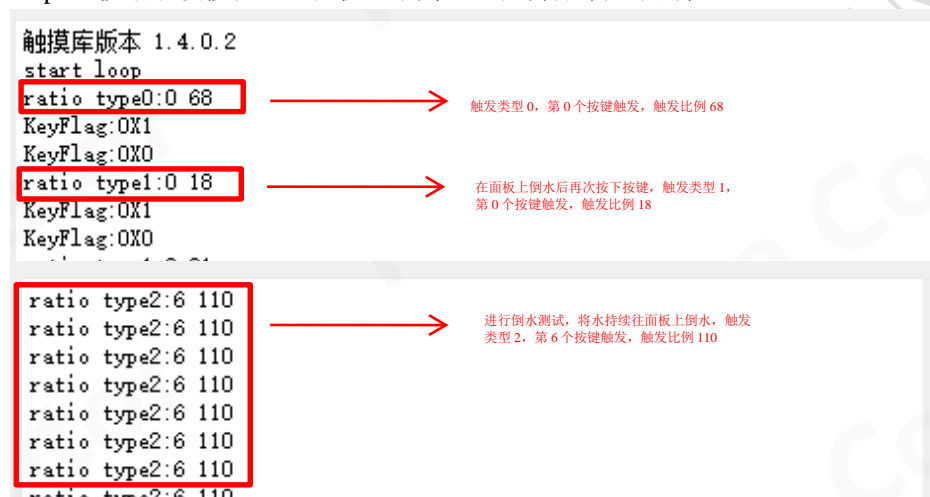 触摸库版本 1.4.0.2
start loop
ratio type0:0 68
触发类型 0，第 0 个按键触发，触发比例 68
KeyFlag:0X1
KeyFlag:0X0
ratio type1:0 18
在面板上倒水后再次按下按键，触发类型 1，
第 0 个按键触发，触发比例 18
KeyFlag:0X1
KeyFlag:0X0
ratio type2:6 110
ratio type2:6 110
进行倒水测试，将水持续往面板上倒水，触发
类型 2，第 6 个按键触发，触发比例 110
ratio type2:6 110
ratio type2:6 110
ratio type2:6 110
ratio type2:6 110
ratio type2:6 110
ratio type2:6 110